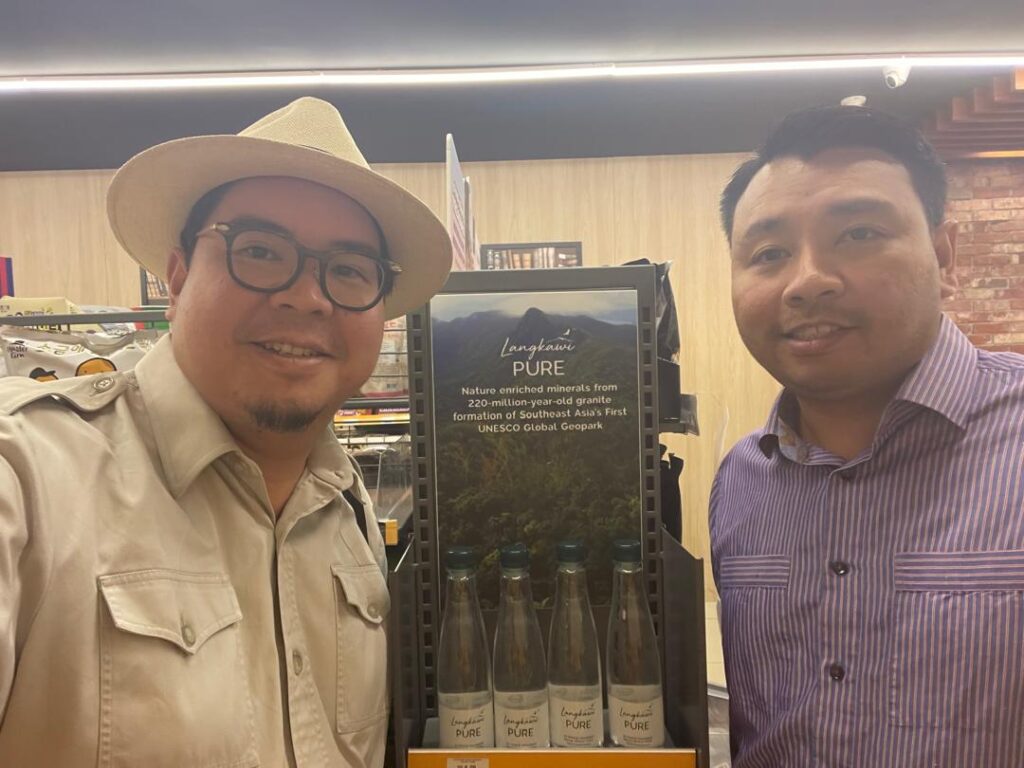 Langkawi
PURE
Nature enriched minerals from
220-million-year-old granite
formation of Southeast Asia's First
UNESCO Global Geopark
Langkawi
PURE
Langkawi
PURE
Langkawi
PURE
Langkawi
PURE